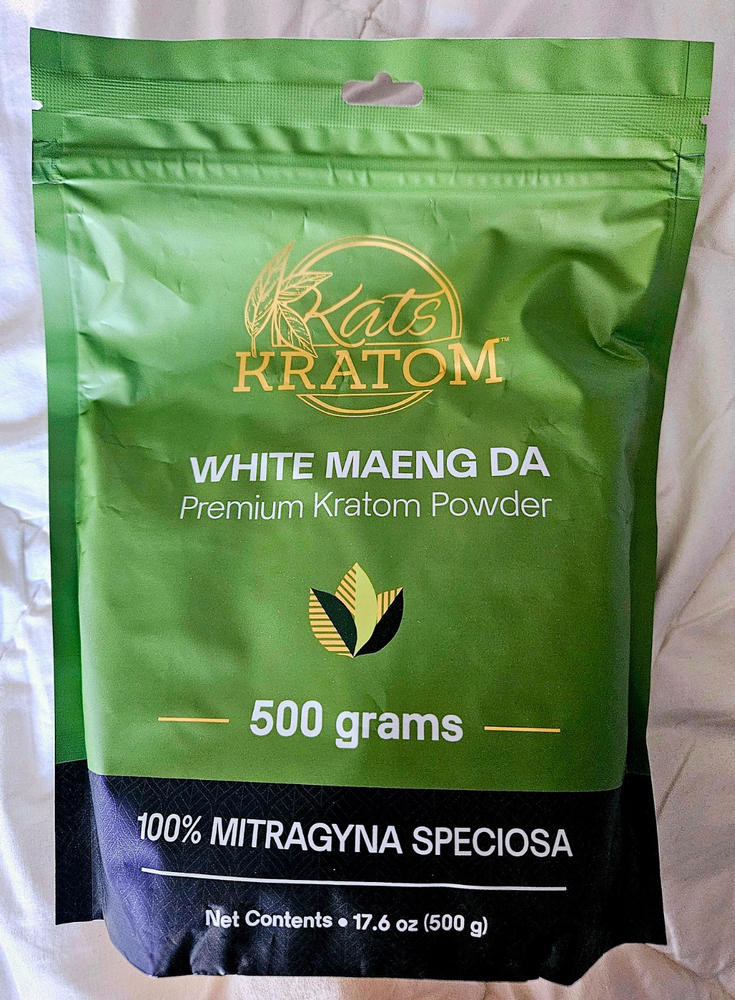 Kats
KRATOM™
WHITE MAENG DA
Premium Kratom Powder
500 grams
100% MITRAGYNA SPECIOSA
Net Contents • 17.6 oz (500 g)